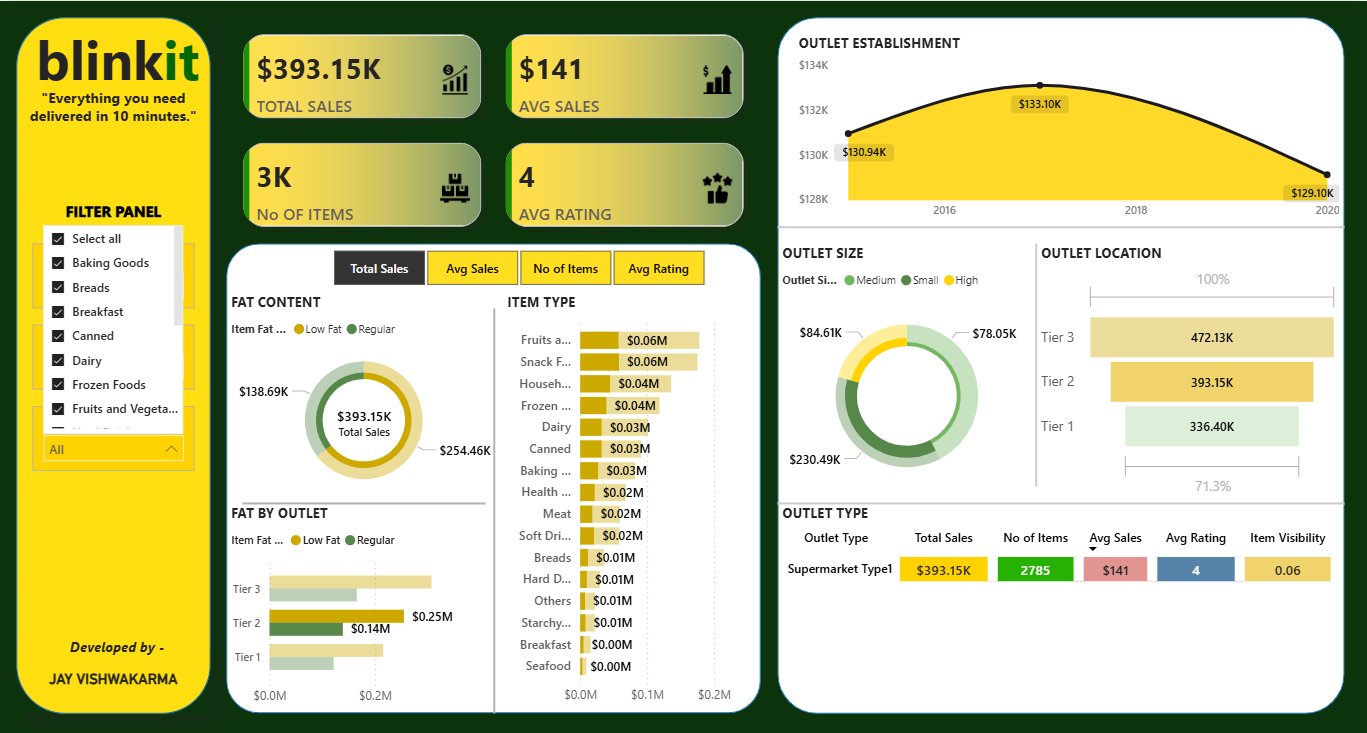 blinkit
"Everything you need
delivered in 10 minutes."
FILTER PANEL
Select all
Baking Goods
Breads
Breakfast
Canned
Dairy
Frozen Foods
Fruits and Vegeta...
All
Developed by -
JAY VISHWAKARMA
$393.15K
TOTAL SALES
$141
AVG SALES
3K
No OF ITEMS
4
AVG RATING
Total Sales
Avg Sales
No of Items
Avg Rating
FAT CONTENT
Item Fat ... Low Fat Regular
$138.69K
$393.15K
Total Sales
$254.46K
FAT BY OUTLET
Item Fat ... Low Fat Regular
Tier 3
Tier 2 $0.25M
$0.14M
Tier 1
$0.0M $0.2M
ITEM TYPE
Fruits a... $0.06M
Snack F... $0.06M
Househ... $0.04M
Frozen ... $0.04M
Dairy $0.03M
Canned $0.03M
Baking ... $0.03M
Health ... $0.02M
Meat $0.02M
Soft Dri... $0.02M
Breads $0.01M
Hard D... $0.01M
Others $0.01M
Starchy... $0.01M
Breakfast $0.00M
Seafood $0.00M
$0.0M $0.1M $0.2M
OUTLET ESTABLISHMENT
$134K
$132K
$130K
$128K
$130.94K
$133.10K
$129.10K
2016 2018 2020
OUTLET SIZE
Outlet Si... Medium Small High
$84.61K
$78.05K
$230.49K
OUTLET LOCATION
100%
Tier 3 472.13K
Tier 2 393.15K
Tier 1 336.40K
71.3%
OUTLET TYPE
Outlet Type Total Sales No of Items Avg Sales Avg Rating Item Visibility
Supermarket Type1 $393.15K 2785 $141 4 0.06